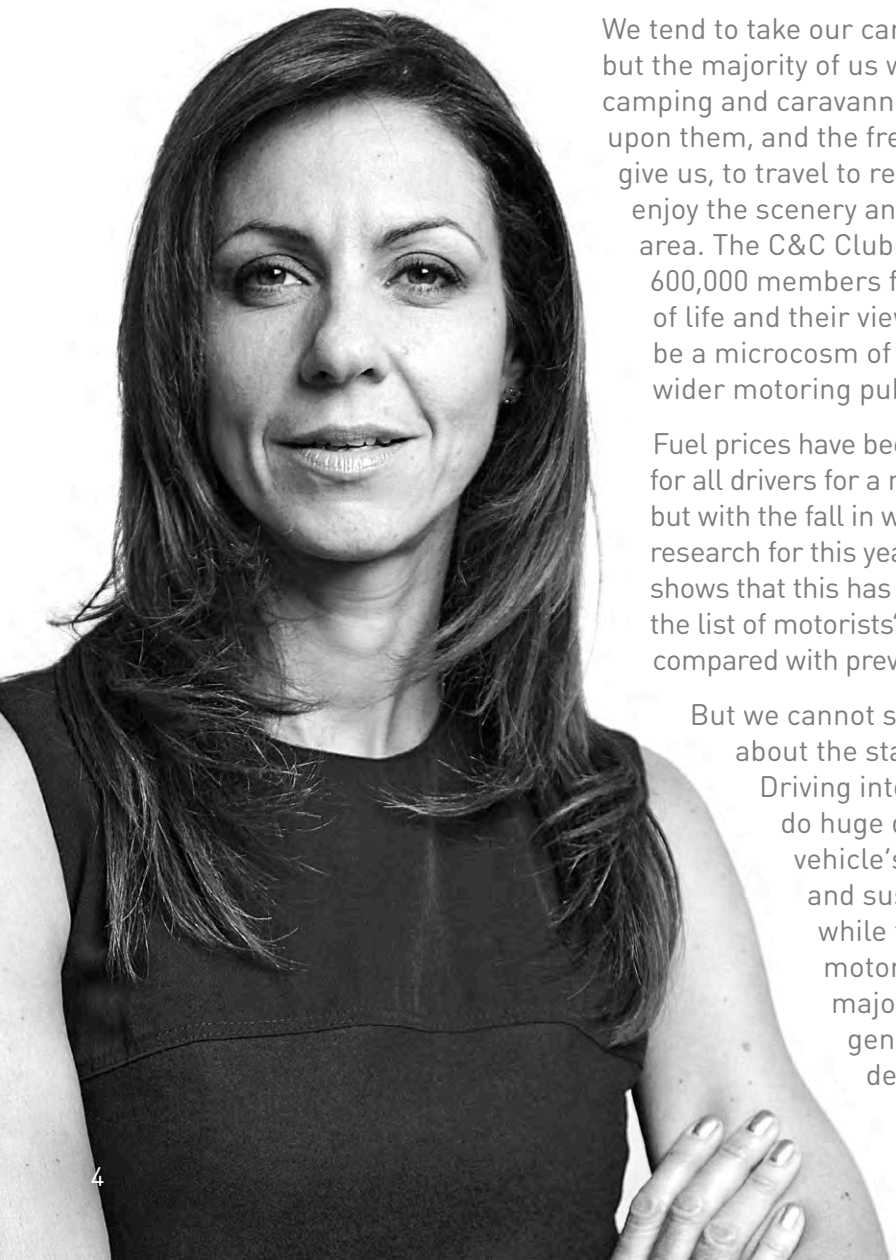 We tend to take our car
but the majority of us w
camping and caravann
upon them, and the fre
give us, to travel to re
enjoy the scenery an
area. The C&C Club
600,000 members f
of life and their view
be a microcosm of
wider motoring pu
Fuel prices have bee
for all drivers for a
but with the fall in w
research for this yea
shows that this has
the list of motorists'
compared with prev
But we cannot s
about the sta
Driving into
do huge
vehicle's
and sus
while
motor
majo
gen
de
4